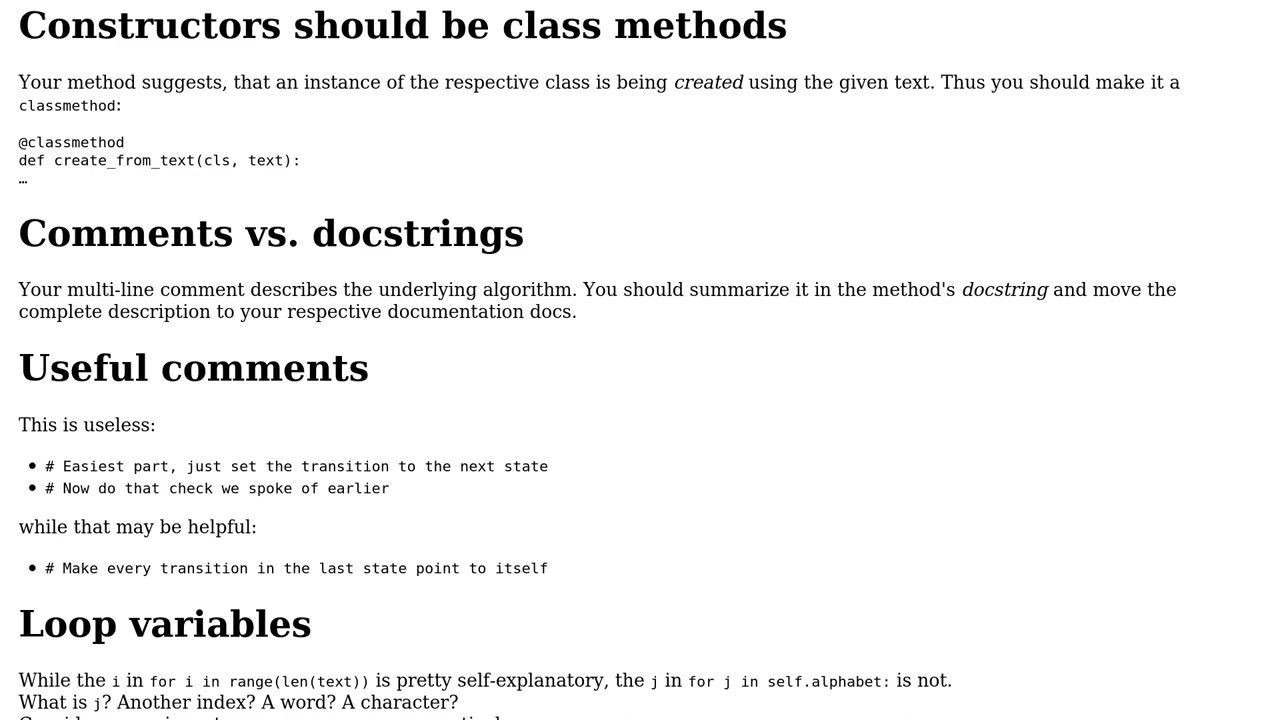 Constructors should be class methods
Your method suggests, that an instance of the respective class is being created using the given text. Thus you should make it a
classmethod:
@classmethod
def create_from_text(cls, text):
…
Comments vs. docstrings
Your multi-line comment describes the underlying algorithm. You should summarize it in the method's docstring and move the
complete description to your respective documentation docs.
Useful comments
This is useless:
• # Easiest part, just set the transition to the next state
• # Now do that check we spoke of earlier
while that may be helpful:
• # Make every transition in the last state point to itself
Loop variables
While the i in for i in range(len(text)) is pretty self-explanatory, the j in for j in self.alphabet: is not.
What is j? Another index? A word? A character?